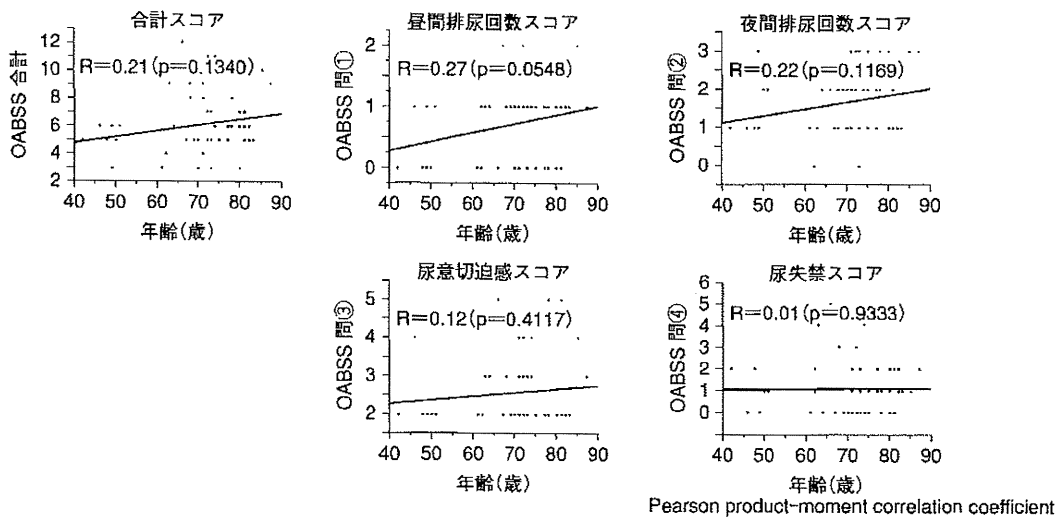 合計スコア
OABSS 合計
12
11
10
9
8
7
6
5
4
3
2
R=0.21(p=0.1340)
40 50 60 70 80 90
年齢(歳)
昼間排尿回数スコア
OABSS 問①
2
1
0
R=0.27(p=0.0548)
40 50 60 70 80 90
年齢(歳)
夜間排尿回数スコア
OABSS 問②
3
2
1
0
R=0.22(p=0.1169)
40 50 60 70 80 90
年齢(歳)
尿意切迫感スコア
OABSS 問③
5
4
3
2
R=0.12(p=0.4117)
40 50 60 70 80 90
年齢(歳)
尿失禁スコア
OABSS 問④
6
5
4
3
2
1
0
R=0.01(p=0.9333)
40 50 60 70 80 90
年齢(歳)
Pearson product-moment correlation coefficient